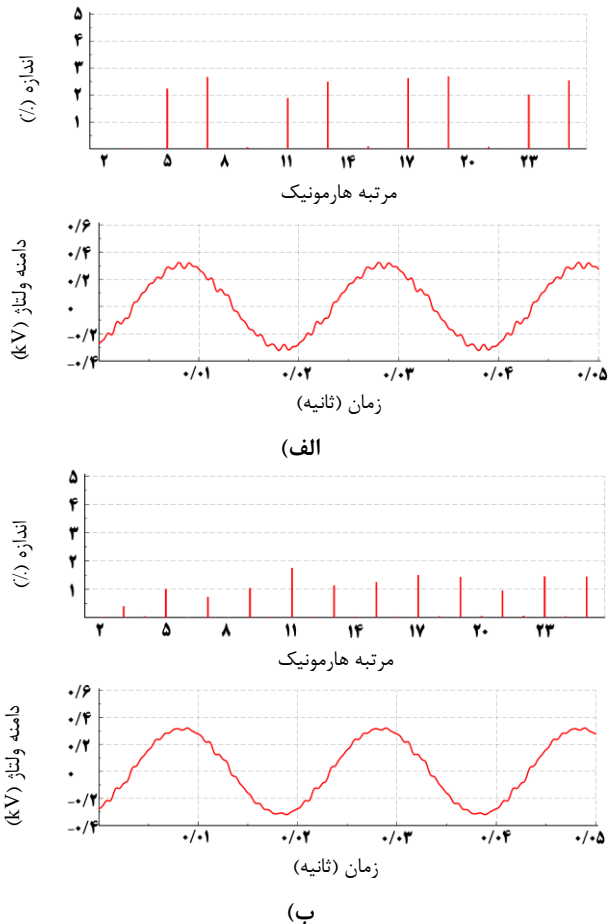 ۵
۴
۳
۲
۱
اندازه (٪)
۲ ۵ ۸ ۱۱ ۱۴ ۱۷ ۲۰ ۲۳
مرتبه هارمونیک
۰/۶
۰/۴
۰/۲
۰
-۰/۲
-۰/۴
دامنه ولتاژ (kV)
۰/۰۱ ۰/۰۲ ۰/۰۳ ۰/۰۴ ۰/۰۵
زمان (ثانیه)
الف)
۵
۴
۳
۲
۱
اندازه (٪)
۲ ۵ ۸ ۱۱ ۱۴ ۱۷ ۲۰ ۲۳
مرتبه هارمونیک
۰/۶
۰/۴
۰/۲
۰
-۰/۲
-۰/۴
دامنه ولتاژ (kV)
۰/۰۱ ۰/۰۲ ۰/۰۳ ۰/۰۴ ۰/۰۵
زمان (ثانیه)
ب)